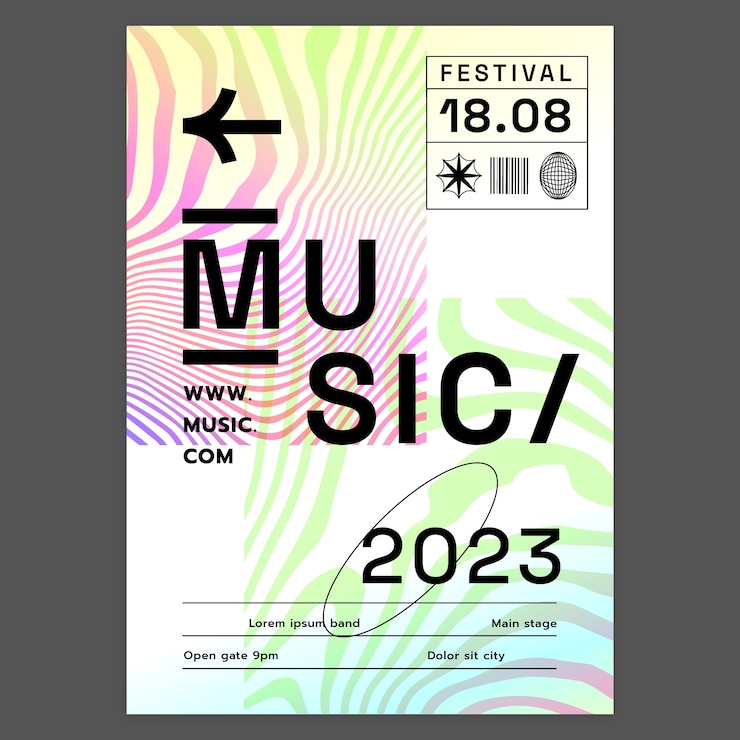 FESTIVAL
18.08
MU
SIC/
WWW.
MUSIC.
COM
2023
Lorem ipsum band Main stage
Open gate 9pm Dolor sit city